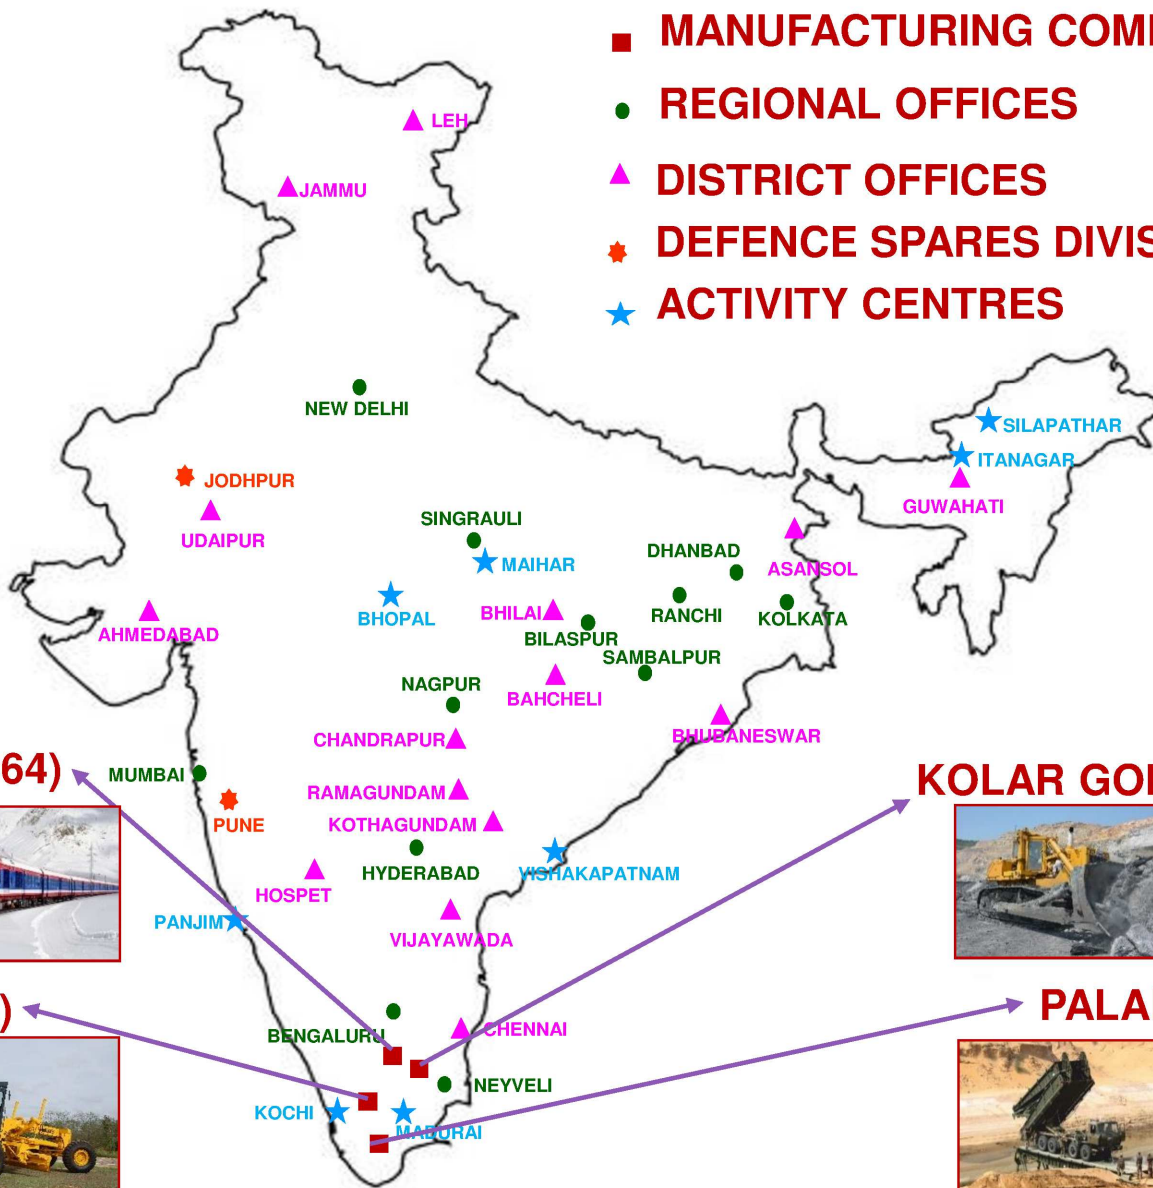 MANUFACTURING COM
REGIONAL OFFICES
DISTRICT OFFICES
DEFENCE SPARES DIVIS
ACTIVITY CENTRES
LEH
JAMMU
NEW DELHI
SILAPATHAR
ITANAGAR
GUWAHATI
JODHPUR
UDAIPUR
SINGRAULI
MAIHAR
DHANBAD
ASANSOL
BHOPAL
BHILAI
RANCHI
KOLKATA
AHMEDABAD
BILASPUR
SAMBALPUR
NAGPUR
BAHCHELI
CHANDRAPUR
BHUBANESWAR
64)
MUMBAI
KOLAR GOL
RAMAGUNDAM
PUNE
KOTHAGUNDAM
HYDERABAD
VISHAKAPATNAM
HOSPET
PANJIM
VIJAYAWADA
)
PALA
BENGALURU
CHENNAI
NEYVELI
KOCHI
MADURAI